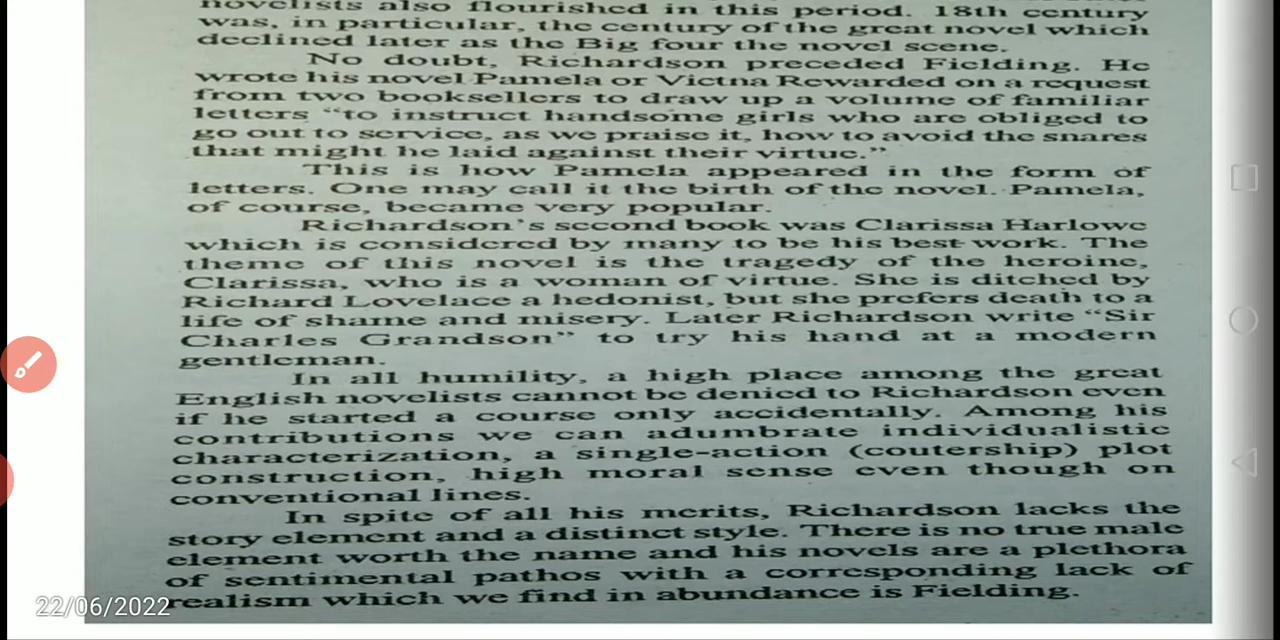 novelists also flourished in this period. 18th century
was, in particular, the century of the great novel which
declined later as the Big four the novel scene.
No doubt, Richardson preceded Fielding. He
wrote his novel Pamela or Victna Rewarded on a request
from two booksellers to draw up a volume of familiar
letters “to instruct handsome girls who are obliged to
go out to service, as we praise it, how to avoid the snares
that might he laid against their virtue.”
This is how Pamela appeared in the form of
letters. One may call it the birth of the novel. Pamela,
of course, became very popular.
Richardson's second book was Clarissa Harlowe
which is considered by many to be his best work. The
theme of this novel is the tragedy of the heroine,
Clarissa, who is a woman of virtue. She is ditched by
Richard Lovelace a hedonist, but she prefers death to a
life of shame and misery. Later Richardson write “Sir
Charles Grandson” to try his hand at a modern
gentleman.
In all humility, a high place among the great
English novelists cannot be denied to Richardson even
if he started a course only accidentally. Among his
contributions we can adumbrate individualistic
characterization, a single-action (coutership) plot
construction, high moral sense even though on
conventional lines.
In spite of all his merits, Richardson lacks the
story element and a distinct style. There is no true male
element worth the name and his novels are a plethora
of sentimental pathos with a corresponding lack of
realism which we find in abundance is Fielding.
22/06/2022